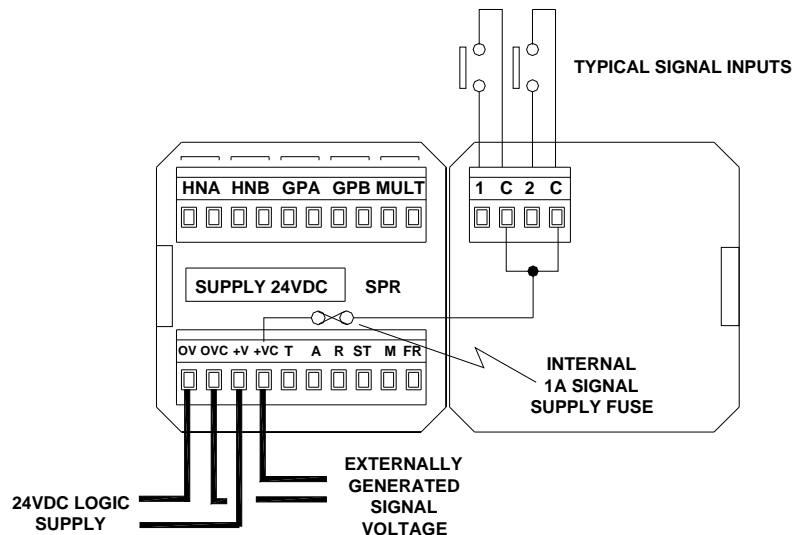 TYPICAL SIGNAL INPUTS
HNA HNB GPA GPB MULT
1 C 2 C
SUPPLY 24VDC SPR
OV OVC +V +VC T A R ST M FR
INTERNAL
1A SIGNAL
SUPPLY FUSE
24VDC LOGIC
SUPPLY
EXTERNALLY
GENERATED
SIGNAL
VOLTAGE